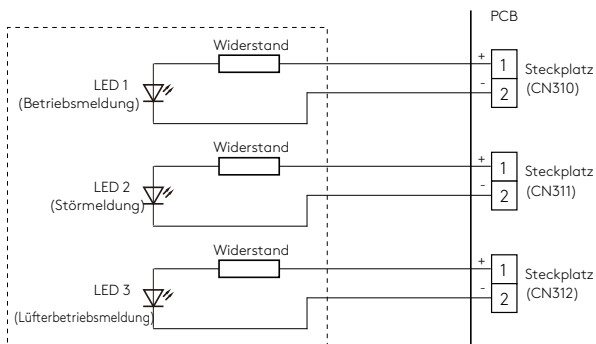 PCB
Widerstand
LED 1
(Betriebsmeldung)
+
1
-
2
Steckplatz
(CN310)
Widerstand
LED 2
(Störmeldung)
+
1
-
2
Steckplatz
(CN311)
Widerstand
LED 3
(Lüfterbetriebsmeldung)
+
1
-
2
Steckplatz
(CN312)